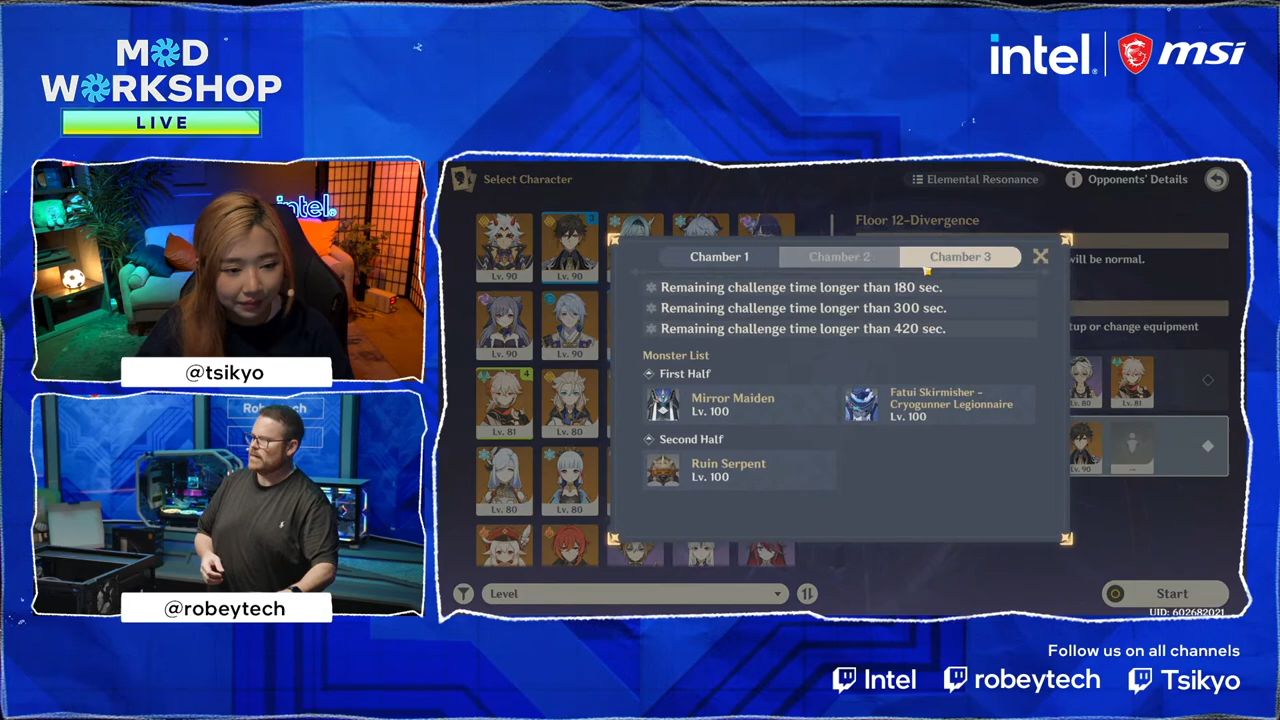 MOD
WORKSHOP
LIVE
intel.
msi
intel.
@tsikyo
@robeytech
Select Character
Elemental Resonance
Opponents' Details
Floor 12-Divergence
will be normal.
Chamber 1
Chamber 2
Chamber 3
Remaining challenge time longer than 180 sec.
Remaining challenge time longer than 300 sec.
Remaining challenge time longer than 420 sec.
Monster List
First Half
Mirror Maiden
Lv. 100
Fatui Skirmisher -
Cryogunner Legionnaire
Lv. 100
Second Half
Ruin Serpent
Lv. 100
tup or change equipment
3
Lv. 90
Lv. 90
Lv. 90
Lv. 90
4
Lv. 81
Lv. 80
Lv. 80
Lv. 80
Lv. 80
Lv. 81
Lv. 90
Level
Start
UID: 602682021
Follow us on all channels
Intel
robeytech
Tsikyo